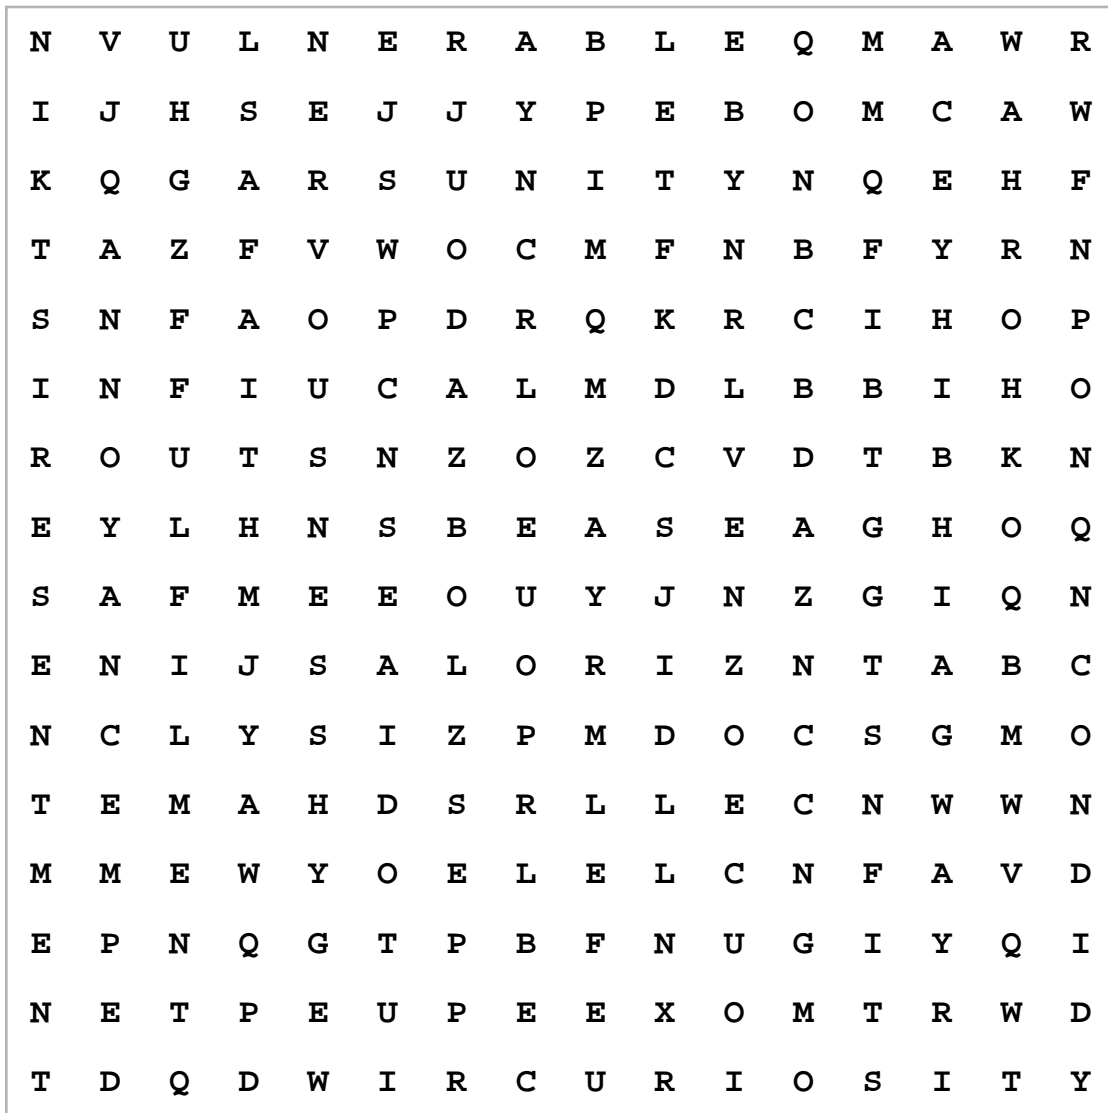 N V U L N E R A B L E Q M A W R
I J H S E J J Y P E B O M C A W
K Q G A R S U N I T Y N Q E H F
T A Z F V W O C M F N B F Y R N
S N F A O P D R Q K R C I H O P
I N F I U C A L M D L B B I H O
R O U T S N Z O Z C V D T B K N
E Y L H N S B E A S E A G H O Q
S A F M E E O U Y J N Z G I Q N
E N I J S A L O R I Z N T A B C
N C L Y S I Z P M D O C S G M O
T E M A H D S R L L E C N W W N
M M E W Y O E L E L C N F A V D
E P N Q G T P B F N U G I Y Q I
N E T P E U P E E X O M T R W D
T D Q D W I R C U R I O S I T Y